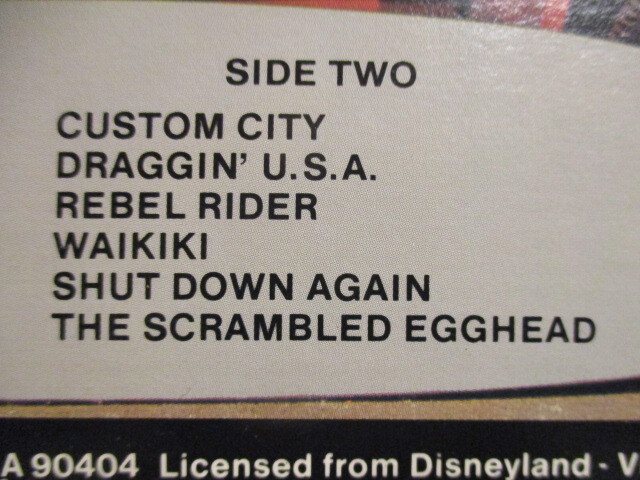 SIDE TWO
CUSTOM CITY
DRAGGIN' U.S.A.
REBEL RIDER
WAIKIKI
SHUT DOWN AGAIN
THE SCRAMBLED EGGHEAD
A 90404 Licensed from Disneyland - V